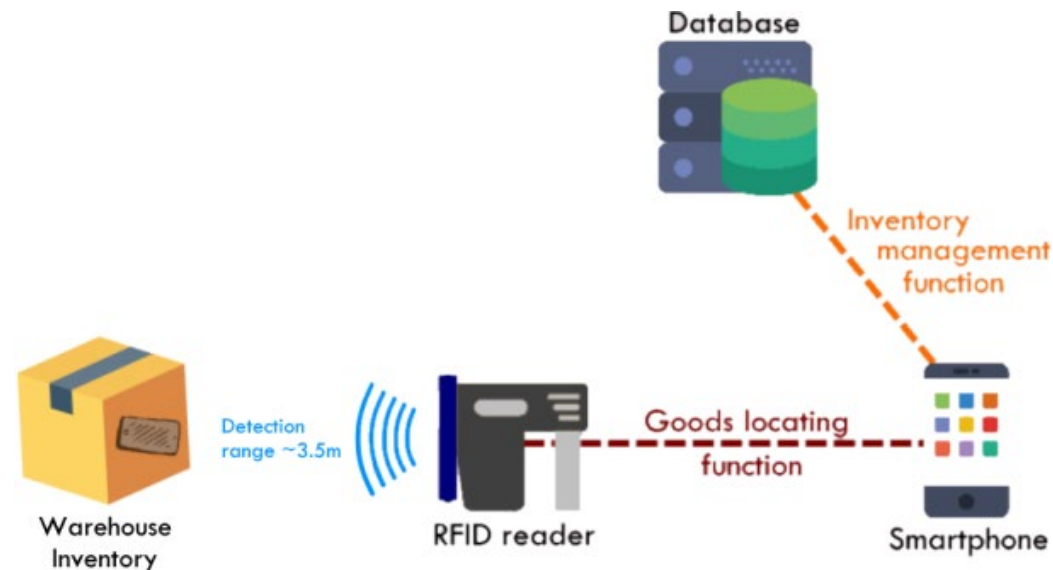 Database
Inventory
management
function
Detection
range ~3.5m
Goods locating
function
Warehouse
Inventory
RFID reader
Smartphone